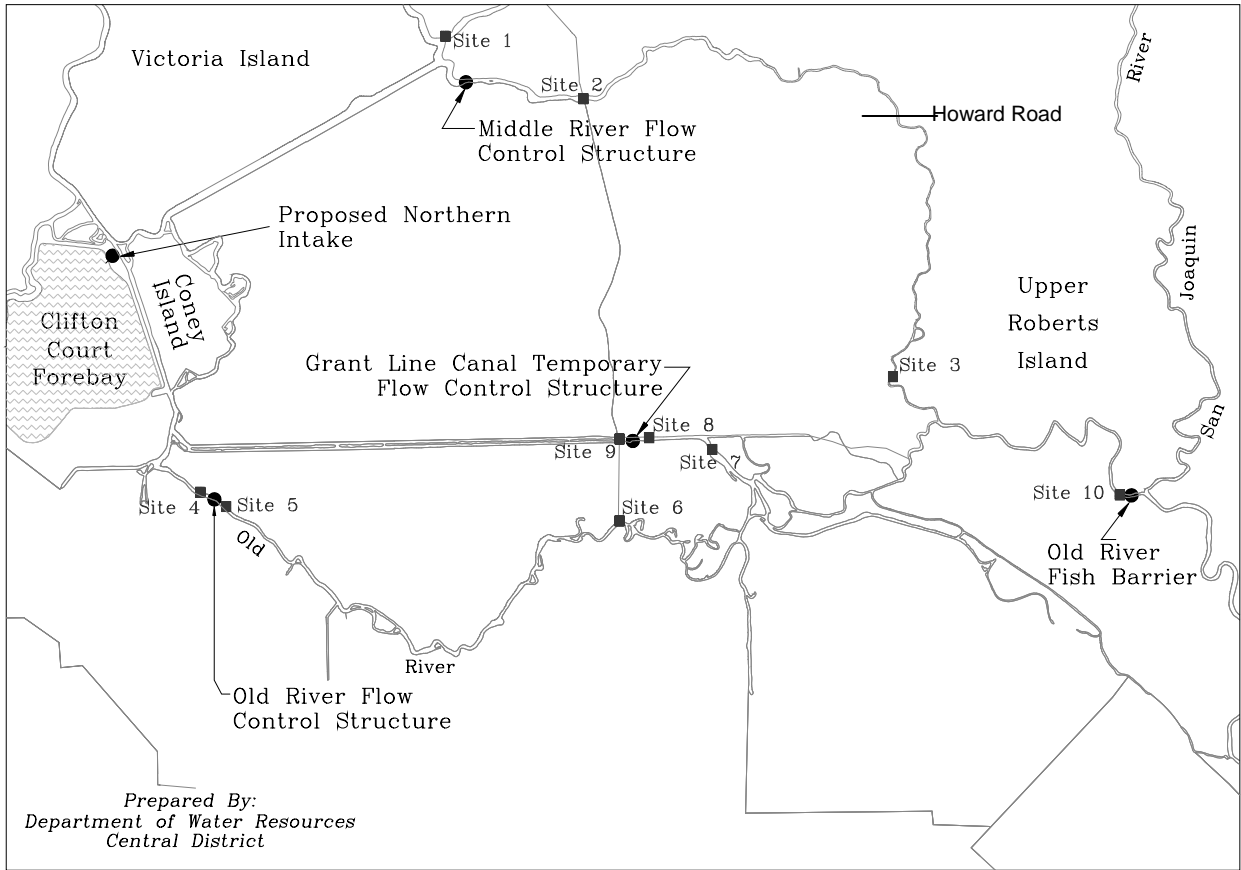 Victoria Island
Site 1
Site 2
Middle River Flow
Control Structure
Howard Road
River
Joaquin
San
Proposed Northern
Intake
Coney
Island
Clifton
Court
Forebay
Upper
Roberts
Island
Grant Line Canal Temporary
Flow Control Structure
Site 3
Site 8
Site 9
Site 7
Site 4
Site 5
Site 6
Site 10
Old
River
Old River
Fish Barrier
Old River Flow
Control Structure
Prepared By:
Department of Water Resources
Central District